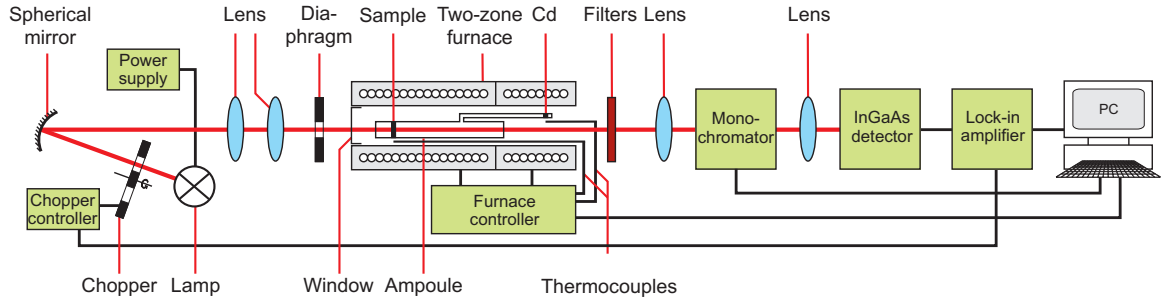 Spherical
mirror
Lens
Dia-
phragm
Sample
Two-zone
furnace
Cd
Filters
Lens
Lens
Power
supply
Mono-
chromator
InGaAs
detector
Lock-in
amplifier
PC
Chopper
controller
Furnace
controller
Chopper
Lamp
Window
Ampoule
Thermocouples